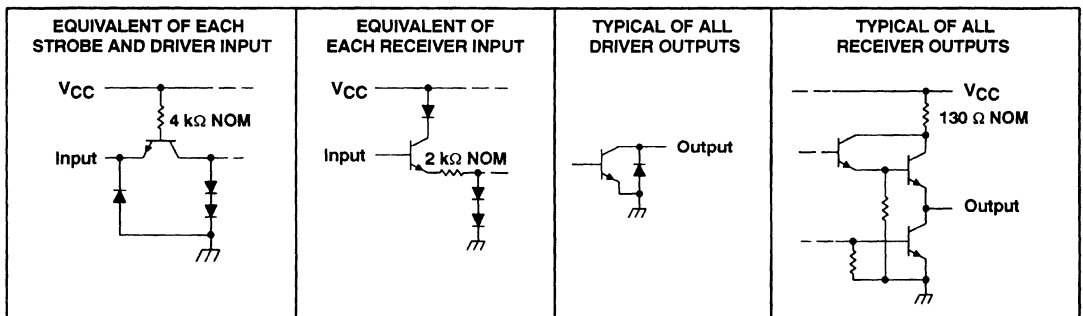 EQUIVALENT OF EACH
STROBE AND DRIVER INPUT
VCC
4 kΩ NOM
Input
EQUIVALENT OF
EACH RECEIVER INPUT
VCC
Input
2 kΩ NOM
TYPICAL OF ALL
DRIVER OUTPUTS
Output
TYPICAL OF ALL
RECEIVER OUTPUTS
VCC
130 Ω NOM
Output